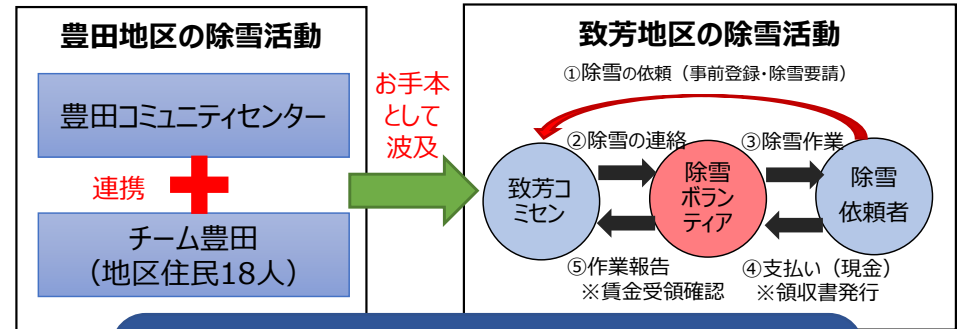 豊田地区の除雪活動
豊田コミュニティセンター
連携
チーム豊田
（地区住民18人）
お手本
として
波及
致芳地区の除雪活動
①除雪の依頼（事前登録・除雪要請）
②除雪の連絡
③除雪作業
致芳コ
ミセン
除雪
ボラン
ティア
除雪
依頼者
⑤作業報告
※賃金受領確認
④支払い（現金）
※領収書発行